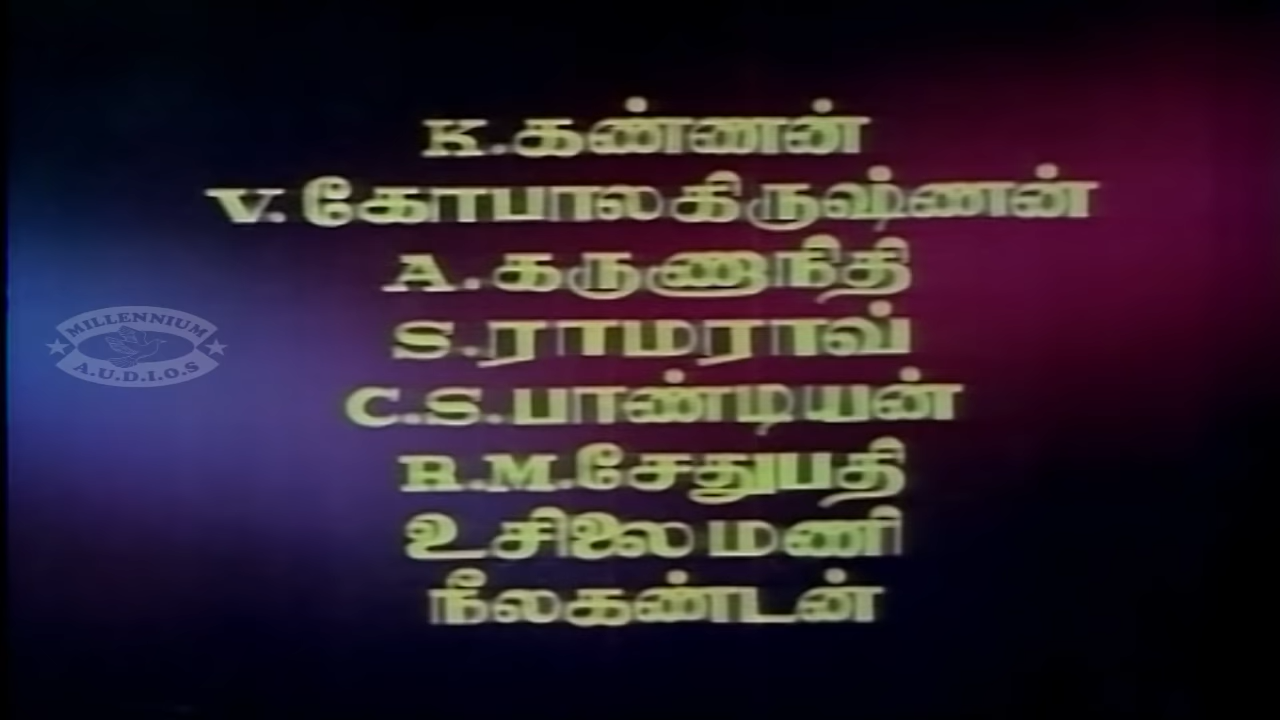 K.கண்ணன்
V. கோபாலகிருஷ்ணன்
A. கருணாநிதி
S. ராமராவ்
C.S. பாண்டியன்
R.M. சேதுபதி
உசிலைமணி
நீலகண்டன்
MILLENNIUM
A.U.D.I.O.S